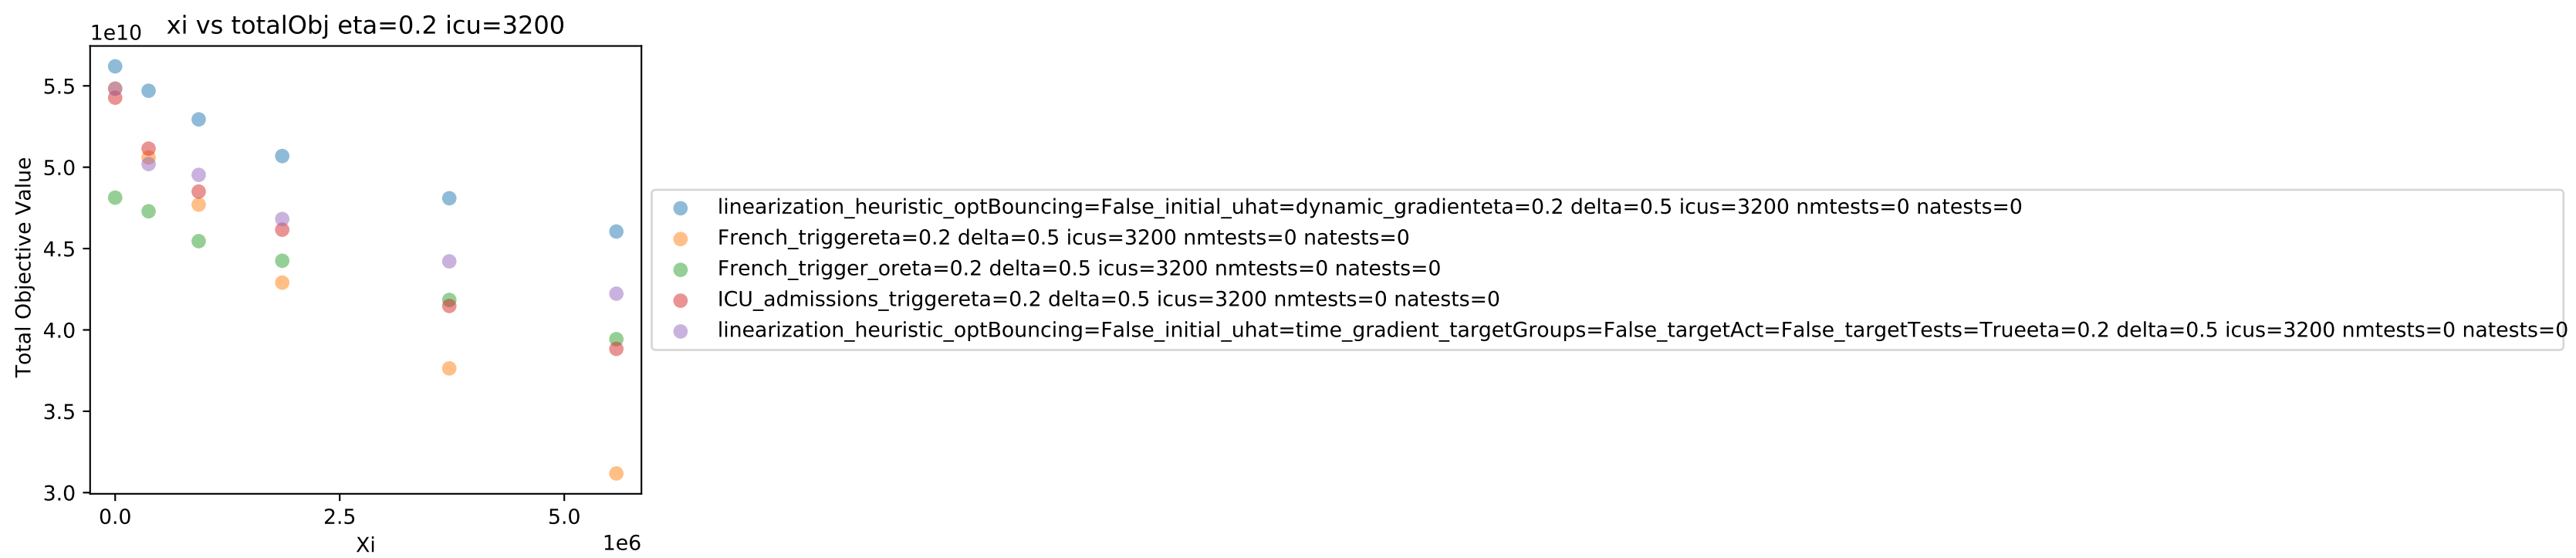 xi vs totalObj eta=0.2 icu=3200
1e10
5.5
5.0
4.5
4.0
3.5
3.0
Total Objective Value
0.0
2.5
5.0
Xi
1e6
linearization_heuristic_optBouncing=False_initial_uhat=dynamic_gradienteta=0.2 delta=0.5 icus=3200 nmtests=0 natests=0
French_triggereta=0.2 delta=0.5 icus=3200 nmtests=0 natests=0
French_trigger_oreta=0.2 delta=0.5 icus=3200 nmtests=0 natests=0
ICU_admissions_triggereta=0.2 delta=0.5 icus=3200 nmtests=0 natests=0
linearization_heuristic_optBouncing=False_initial_uhat=time_gradient_targetGroups=False_targetAct=False_targetTests=Trueeta=0.2 delta=0.5 icus=3200 nmtests=0 natests=0